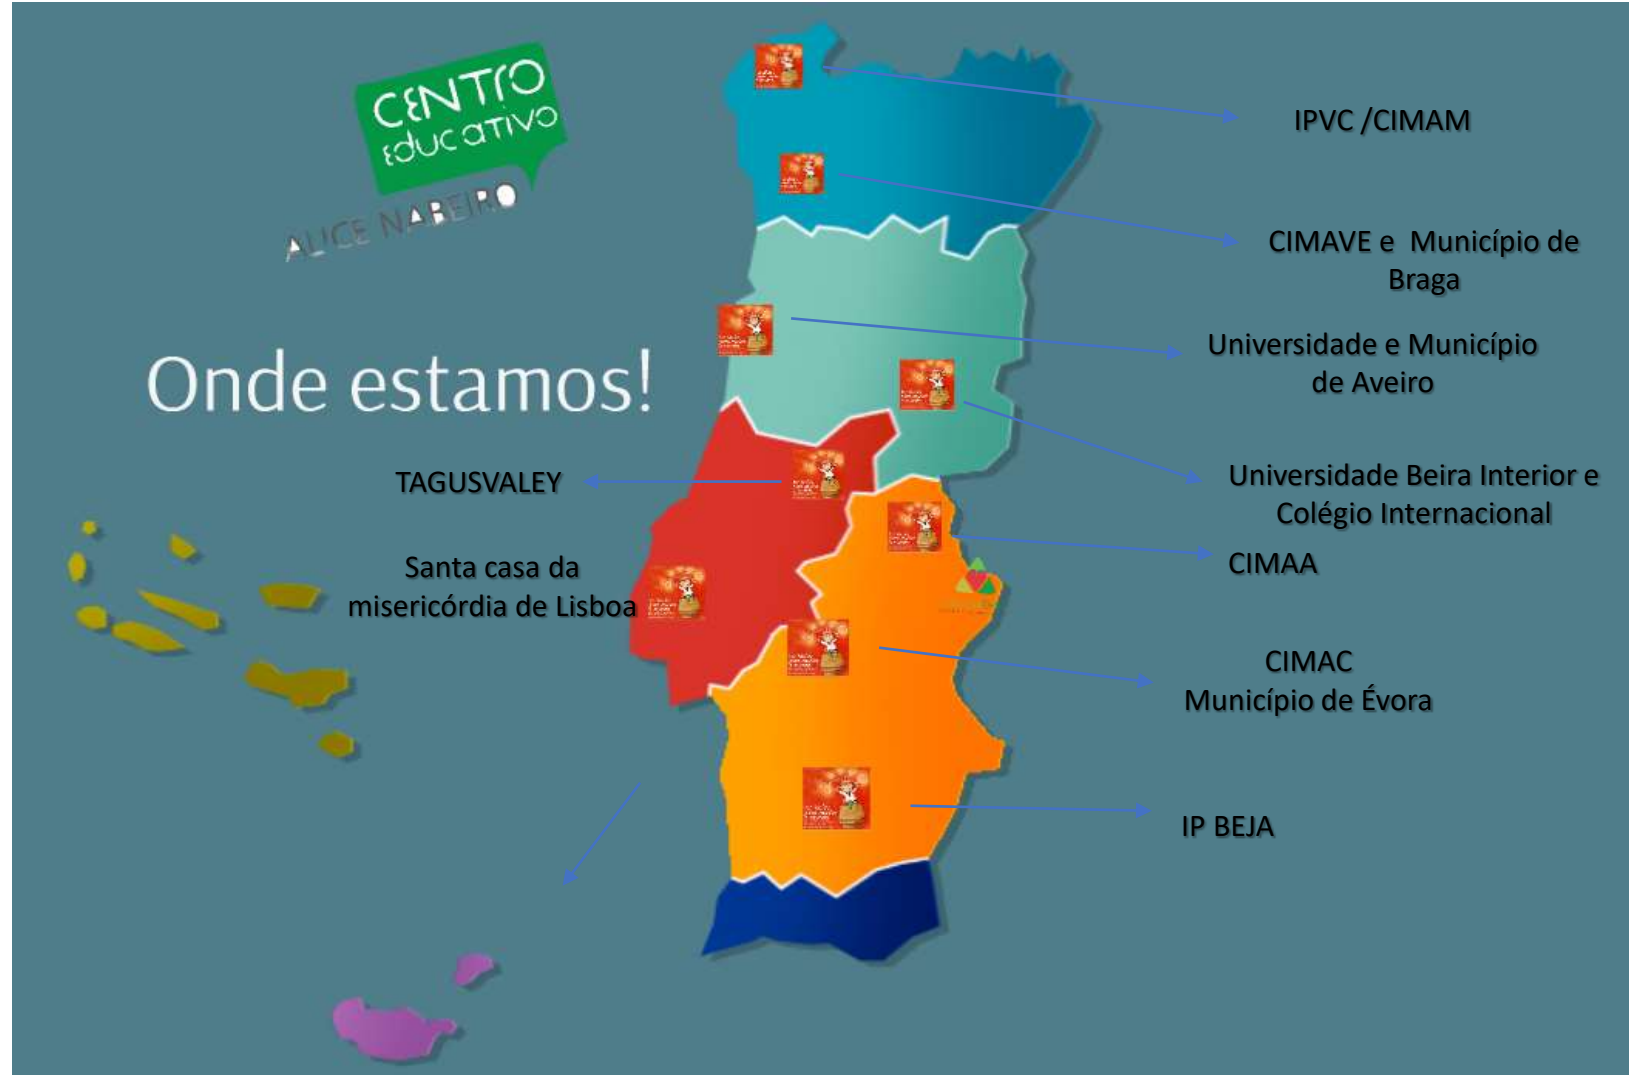 CENTRO
EDUCATIVO
ALICE NABEIRO
Onde estamos!
IPVC /CIMAM
CIMAVE e Município de
Braga
Universidade e Município
de Aveiro
Universidade Beira Interior e
Colégio Internacional
TAGUSVALEY
CIMAA
Santa casa da
misericórdia de Lisboa
CIMAC
Município de Évora
IP BEJA